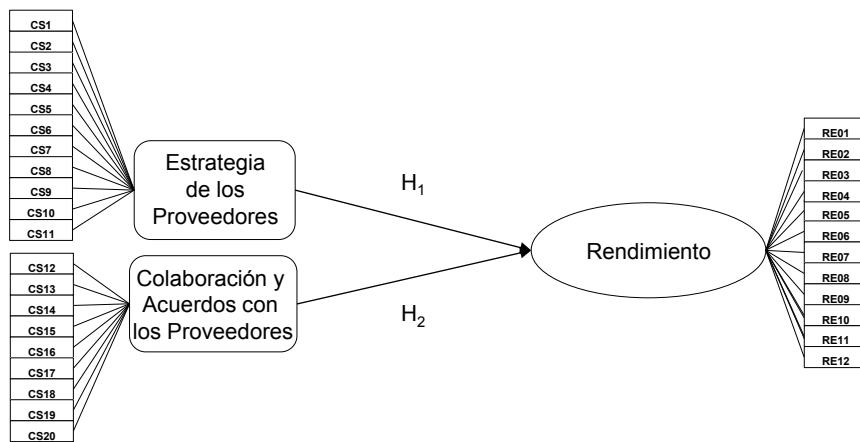 CS1
CS2
CS3
CS4
CS5
CS6
CS7
CS8
CS9
CS10
CS11
CS12
CS13
CS14
CS15
CS16
CS17
CS18
CS19
CS20
Estrategia
de los
Proveedores
Colaboración y
Acuerdos con
los Proveedores
H1
H2
Rendimiento
RE01
RE02
RE03
RE04
RE05
RE06
RE07
RE08
RE09
RE10
RE11
RE12